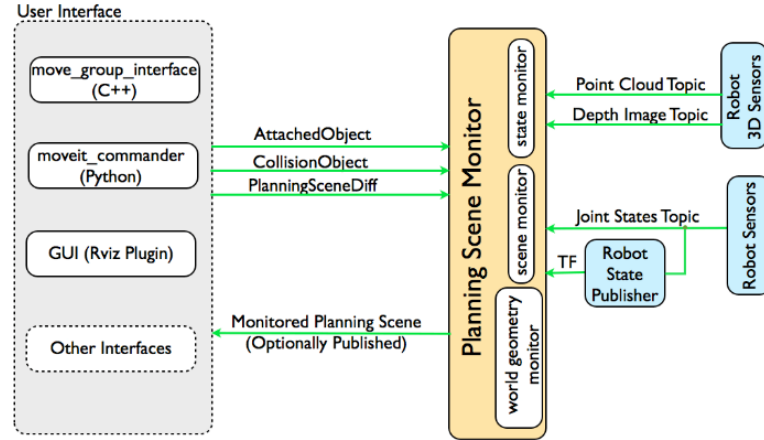 User Interface
move_group_interface
(C++)
moveit_commander
(Python)
GUI (Rviz Plugin)
Other Interfaces
AttachedObject
CollisionObject
PlanningSceneDiff
Monitored Planning Scene
(Optionally Published)
Planning Scene Monitor
state monitor
scene monitor
world geometry
monitor
Point Cloud Topic
Depth Image Topic
Joint States Topic
TF
Robot
State
Publisher
Robot
3D Sensors
Robot Sensors